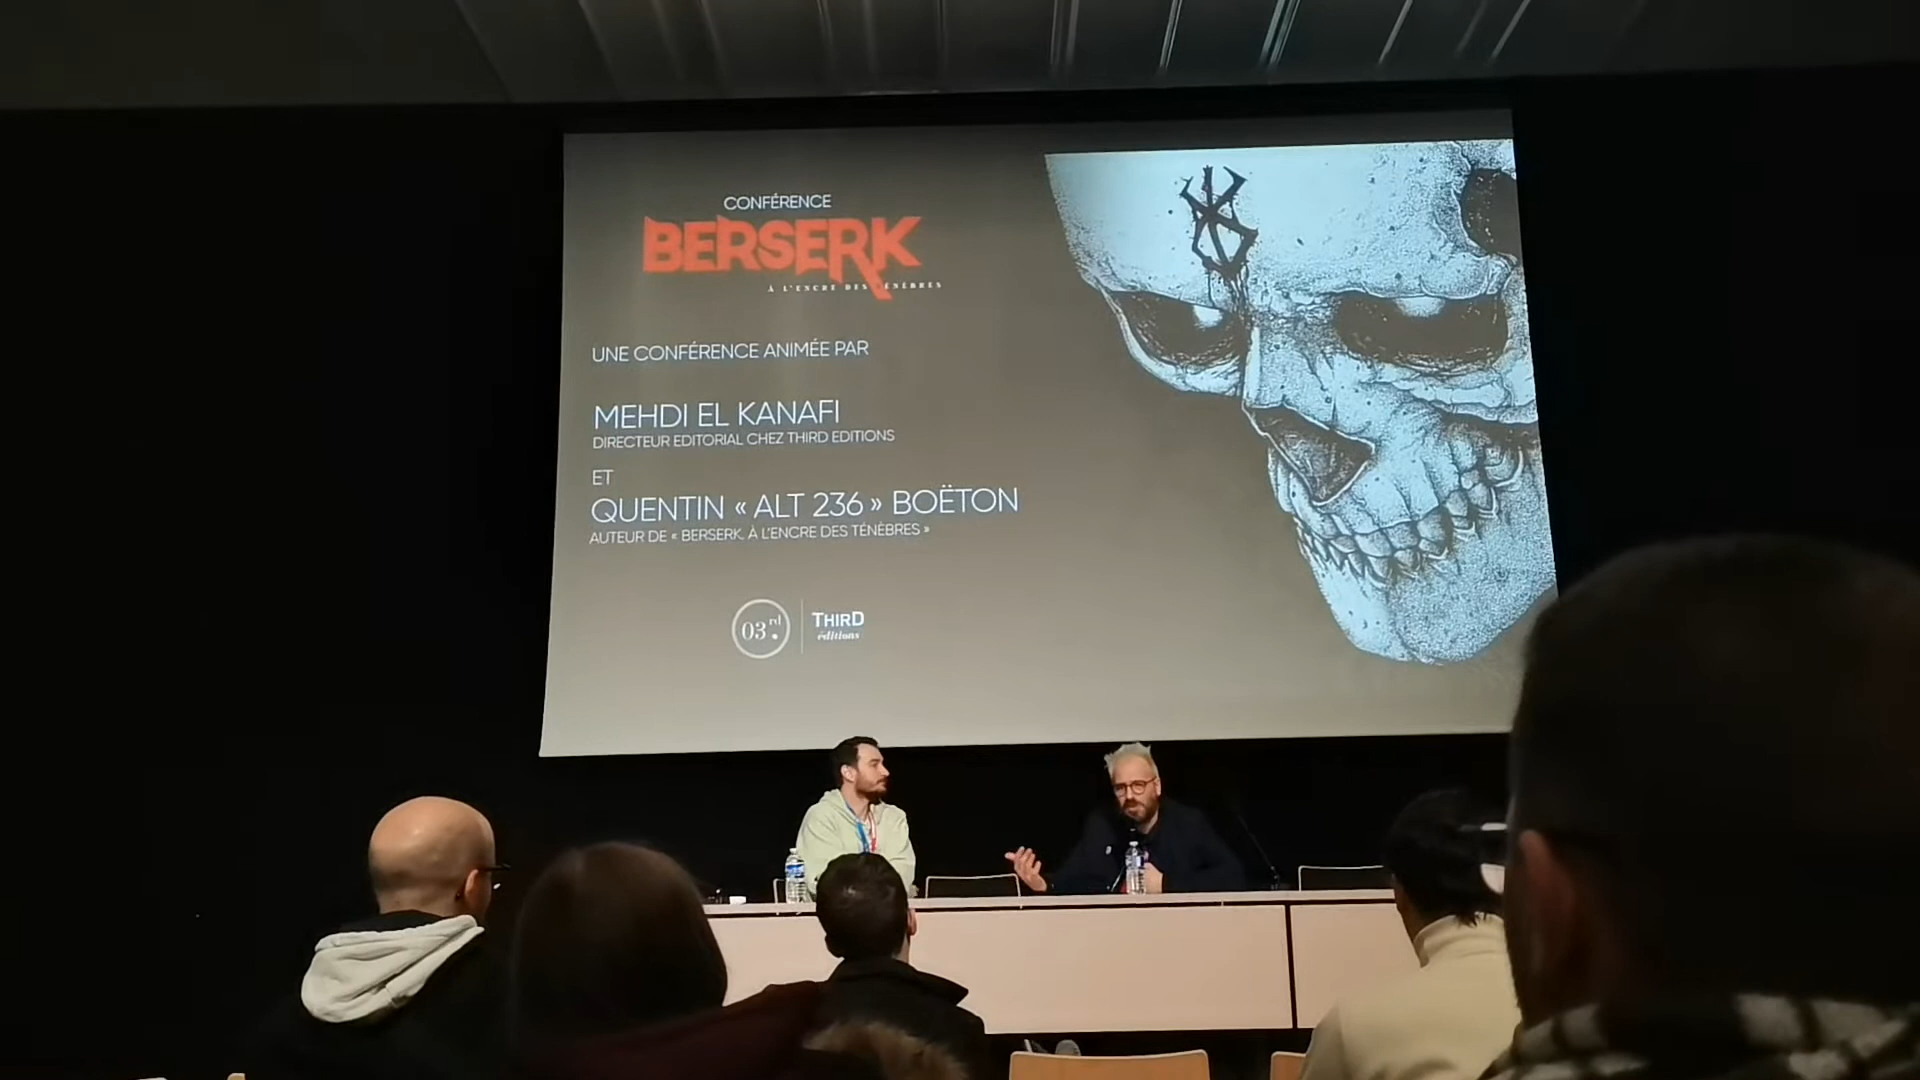 CONFÉRENCE
BERSERK
À L'ENCRE DES TÉNÈBRES
UNE CONFÉRENCE ANIMÉE PAR
MEHDI EL KANAFI
DIRECTEUR EDITORIAL CHEZ THIRD EDITIONS
ET
QUENTIN « ALT 236 » BOËTON
AUTEUR DE « BERSERK. À L'ENCRE DES TÉNÈBRES »
03rd.
THIRD
éditions